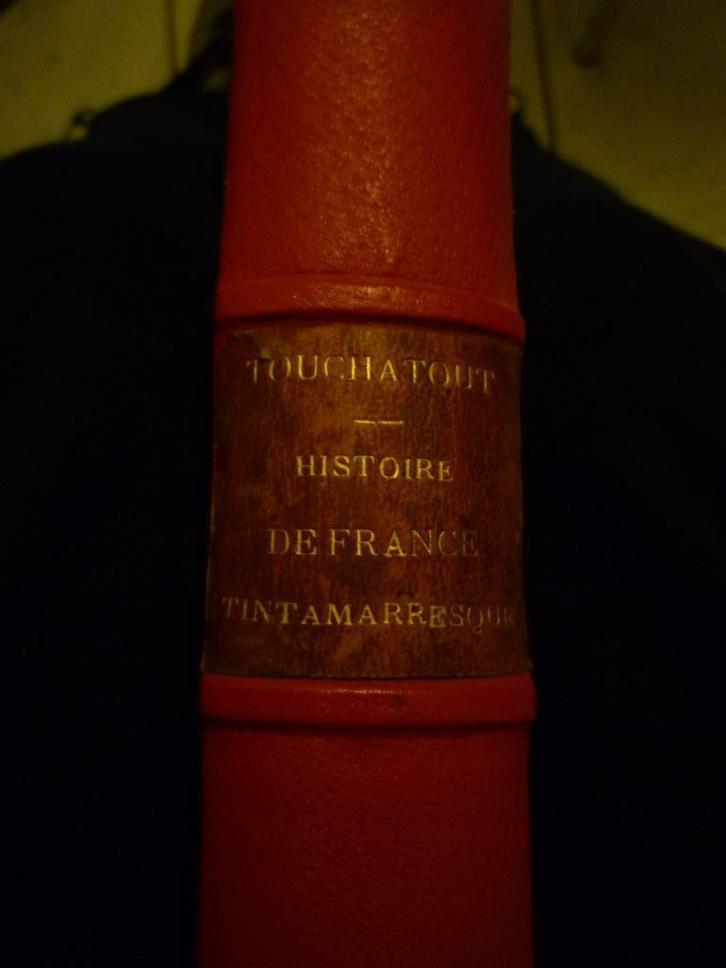 TOUCHATOUT
HISTOIRE
DE FRANCE
TINTAMARRESQUE